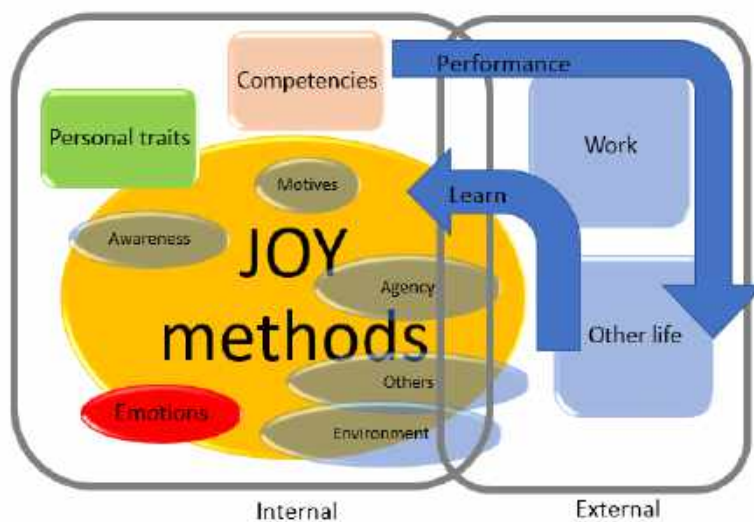 Competencies
Performance
Personal traits
Work
Motives
Learn
Awareness
JOY
methods
Agency
Other life
Others
Emotions
Environment
Internal
External